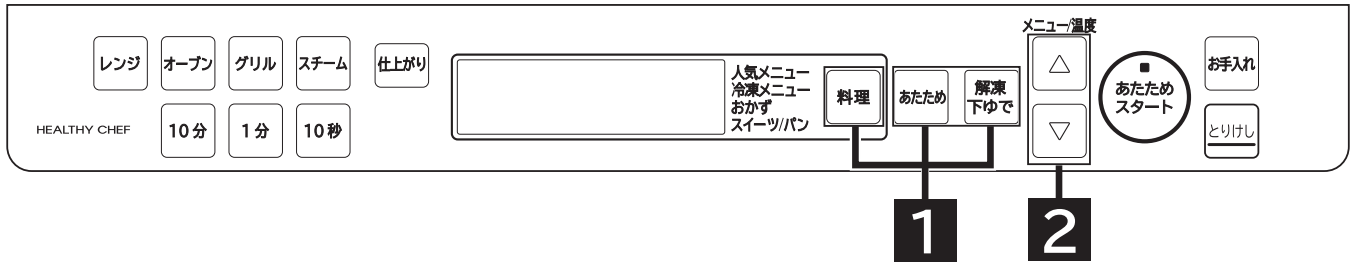 メニュー/温度
レンジ
オーブン
グリル
スチーム
仕上がり
人気メニュー
冷凍メニュー
おかず
スイーツ/パン
料理
あたため
解凍
下ゆで
あたため
スタート
お手入れ
HEALTHY CHEF
10分
1分
10秒
とりけし
1
2